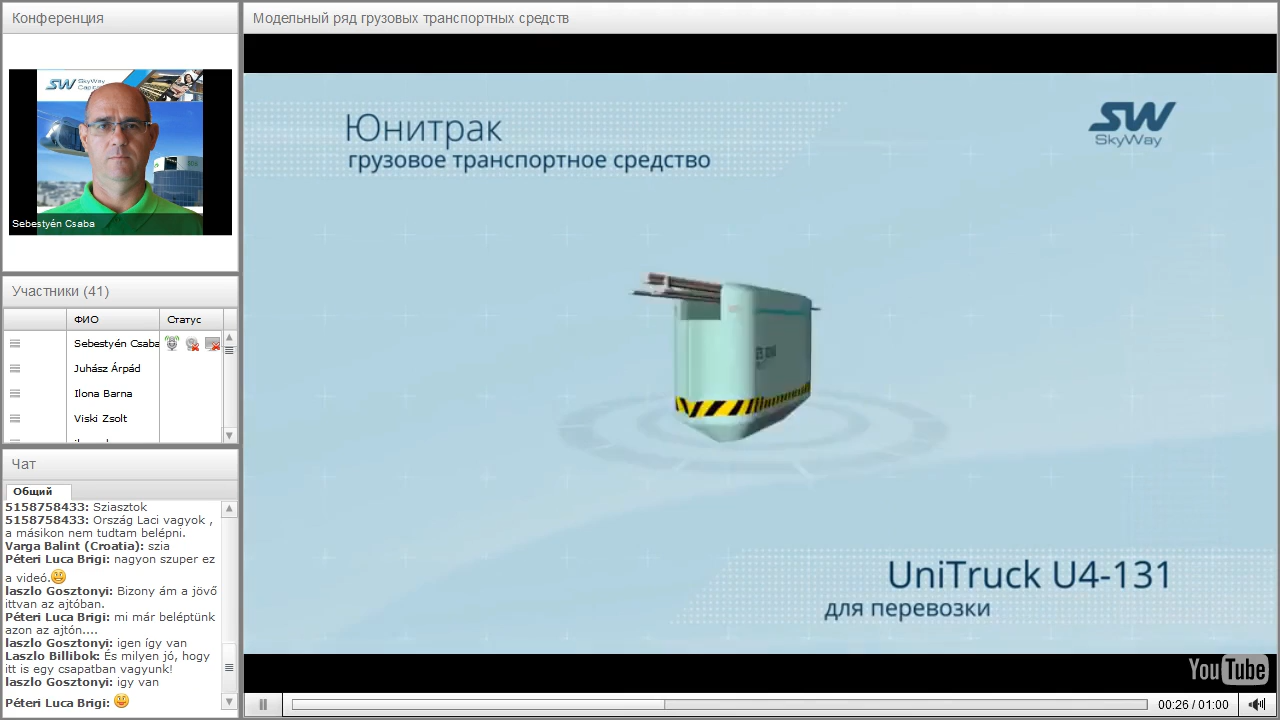 Конференция
SW SkyWay
Sebestyén Csaba
Участники (41)
ФИО
Статус
Sebestyén Csaba
Juhász Árpád
Ilona Barna
Viski Zsolt
Чат
Общий
5158758433: Sziasztok
5158758433: Ország Laci vagyok ,
a másikon nem tudtam belépni.
Varga Balint (Croatia): szia
Péteri Luca Brigi: nagyon szuper ez
a videó.
laszlo Gosztonyi: Bizony ám a jövő
ittvan az ajtóban.
Péteri Luca Brigi: mi már beléptünk
azon az ajtón....
laszlo Gosztonyi: igen így van
Laszlo Billibok: És milyen jó, hogy
itt is egy csapatban vagyunk!
laszlo Gosztonyi: igy van
Péteri Luca Brigi:
Модельный ряд грузовых транспортных средств
Юнитрак
грузовое транспортное средство
SW
SkyWay
UniTruck U4-131
для перевозки
YouTube
00:26 / 01:00